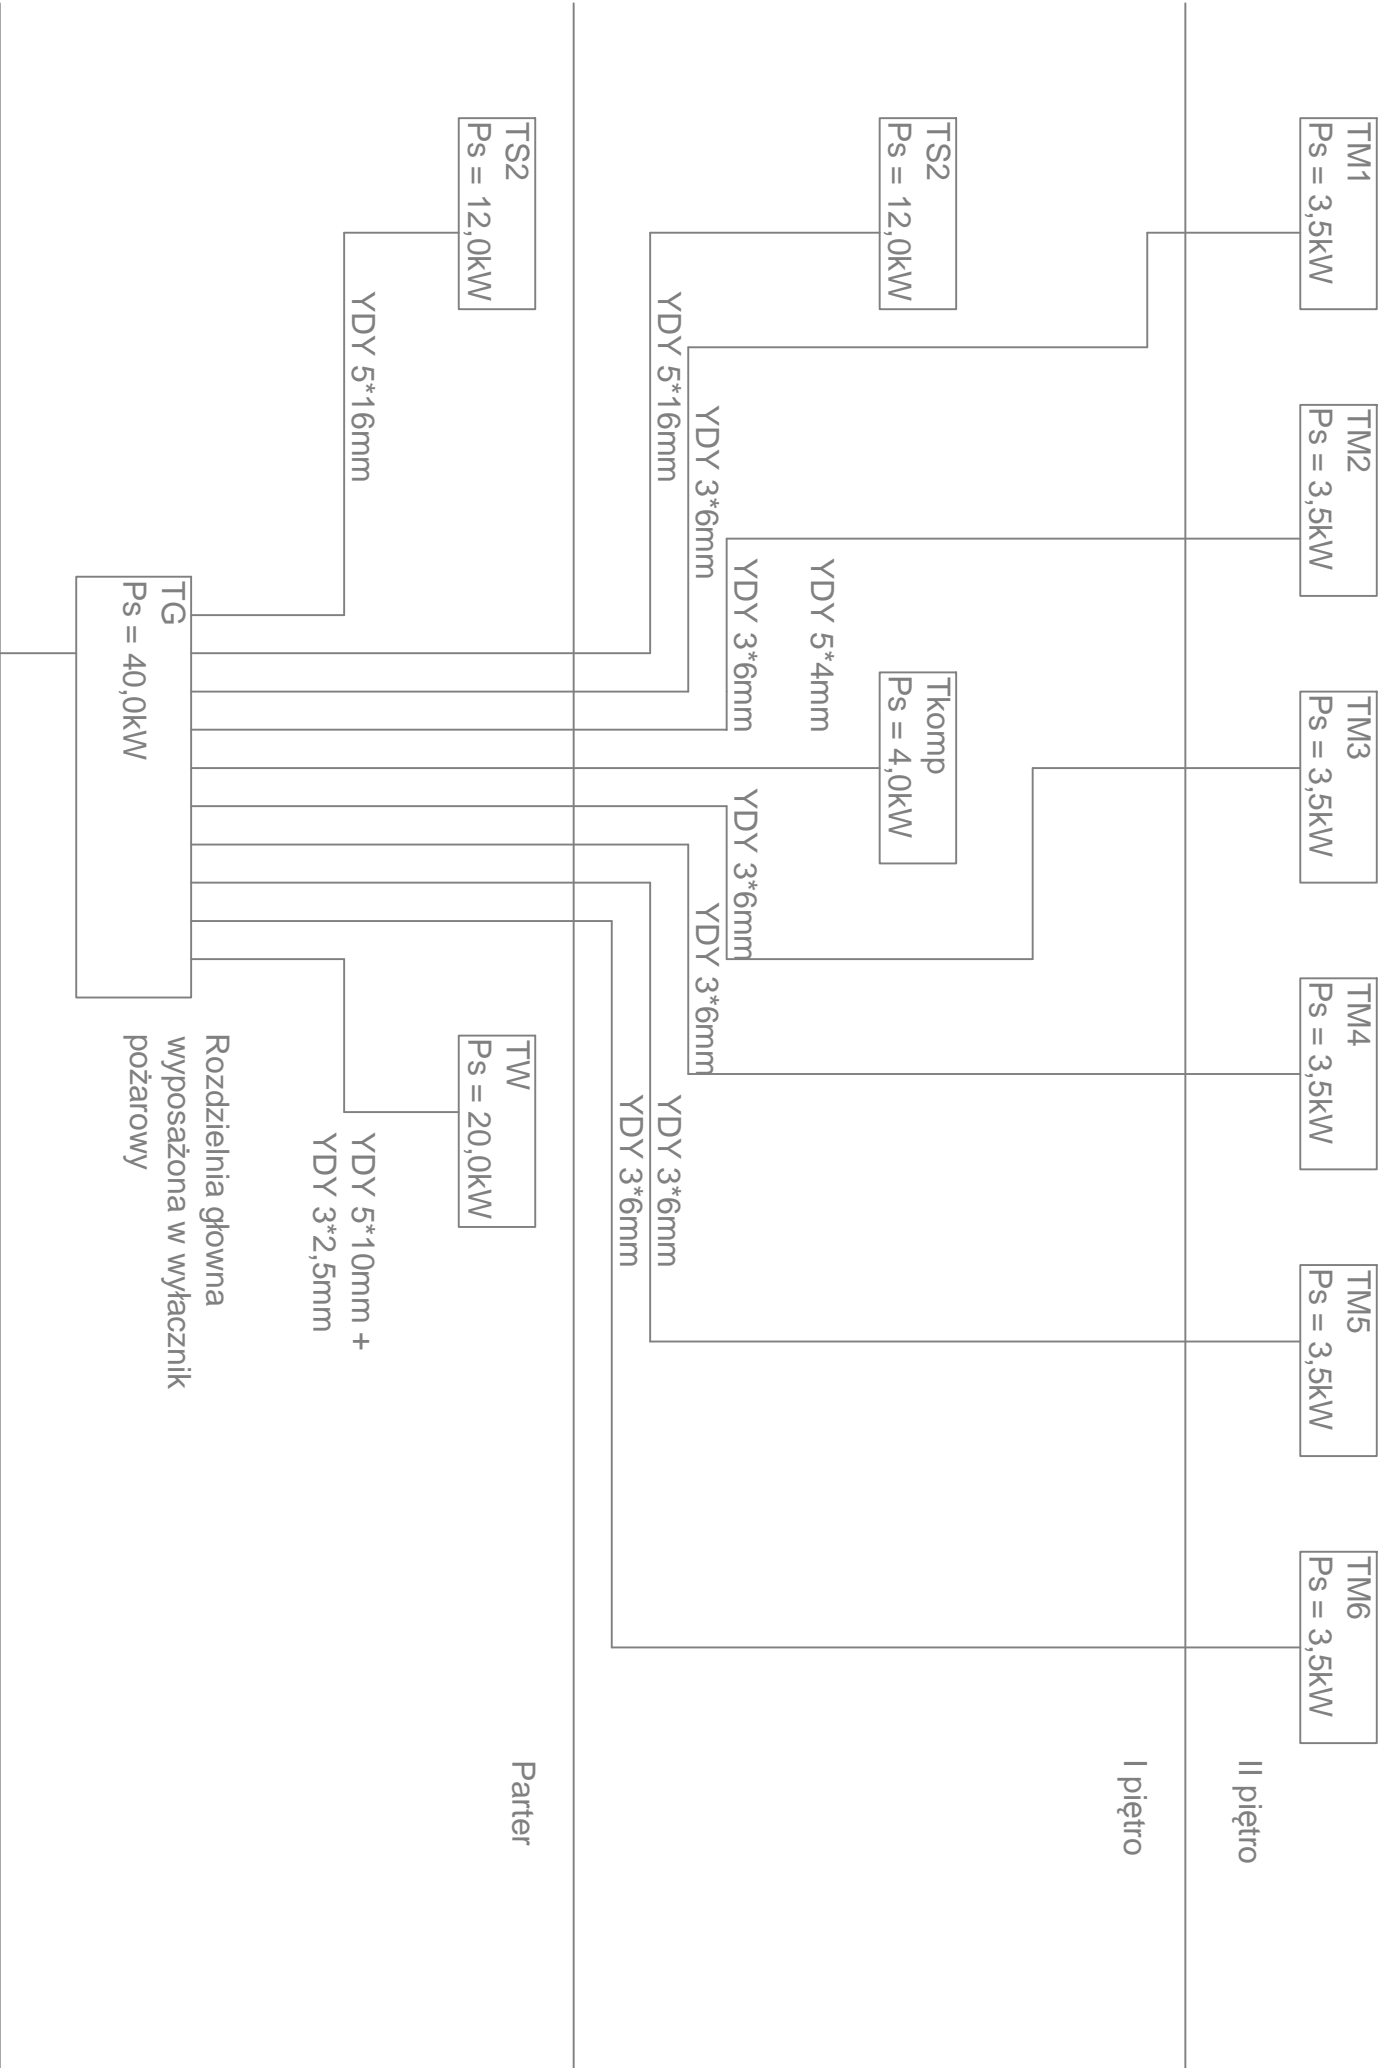 TM1
Ps = 3,5kW
TM2
Ps = 3,5kW
TM3
Ps = 3,5kW
TM4
Ps = 3,5kW
TM5
Ps = 3,5kW
TM6
Ps = 3,5kW
II piętro
I piętro
TS2
Ps = 12,0kW
Tkomp
Ps = 4,0kW
YDY 5*4mm
YDY 3*6mm
YDY 3*6mm
YDY 3*6mm
YDY 3*6mm
YDY 5*16mm
YDY 3*6mm
YDY 3*6mm
Parter
TS2
Ps = 12,0kW
TW
Ps = 20,0kW
YDY 5*16mm
YDY 5*10mm +
YDY 3*2,5mm
TG
Ps = 40,0kW
Rozdzielnia głowna
wyposażona w wyłacznik
pożarowy